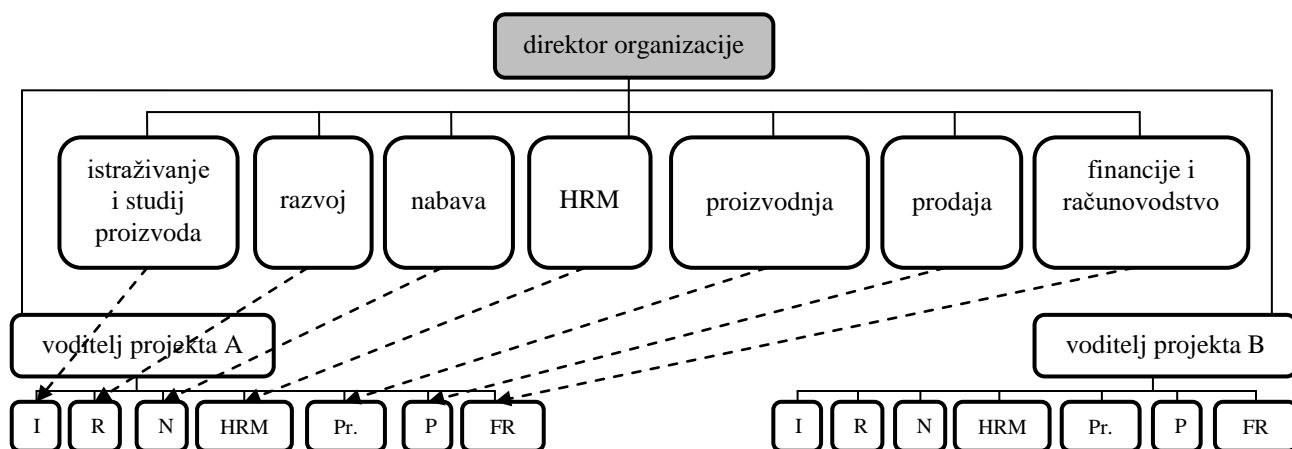 direktor organizacije
istraživanje
i studij
proizvoda
razvoj
nabava
HRM
proizvodnja
prodaja
financije i
računovodstvo
voditelj projekta A
voditelj projekta B
I
R
N
HRM
Pr.
P
FR
I
R
N
HRM
Pr.
P
FR